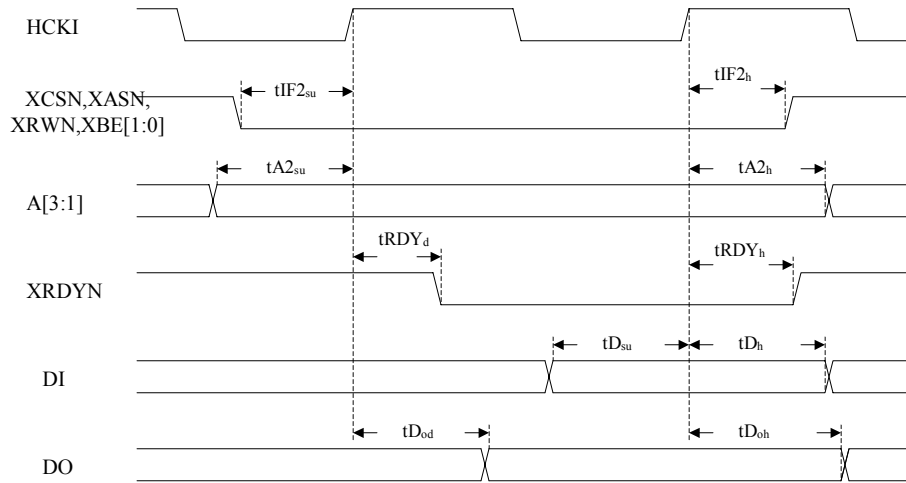 HCKI
tIF2su
tIF2h
XCSN,XASN,
XRWN,XBE[1:0]
tA2su
tA2h
A[3:1]
tRDYd
tRDYh
XRDYN
tDsu
tDh
DI
tDod
tDoh
DO